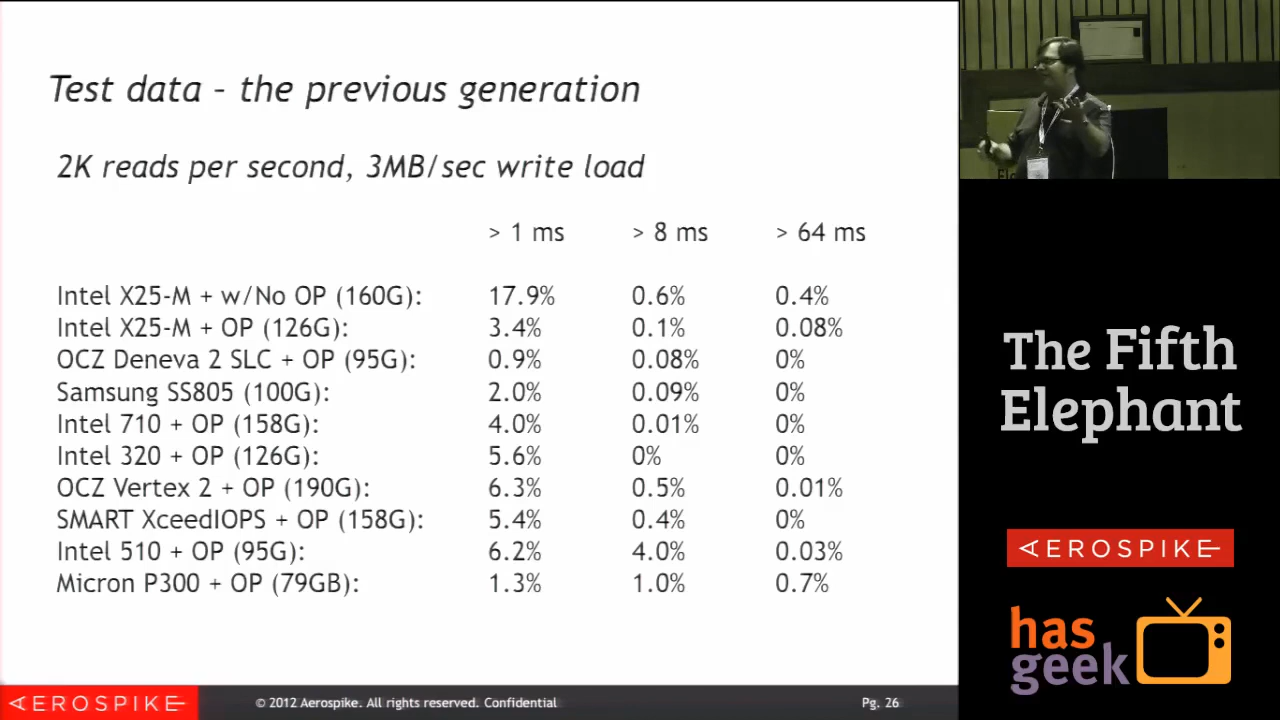 Test data – the previous generation
2K reads per second, 3MB/sec write load
> 1 ms > 8 ms > 64 ms
Intel X25-M + w/No OP (160G): 17.9% 0.6% 0.4%
Intel X25-M + OP (126G): 3.4% 0.1% 0.08%
OCZ Deneva 2 SLC + OP (95G): 0.9% 0.08% 0%
Samsung SS805 (100G): 2.0% 0.09% 0%
Intel 710 + OP (158G): 4.0% 0.01% 0%
Intel 320 + OP (126G): 5.6% 0% 0%
OCZ Vertex 2 + OP (190G): 6.3% 0.5% 0.01%
SMART XceedIOPS + OP (158G): 5.4% 0.4% 0%
Intel 510 + OP (95G): 6.2% 4.0% 0.03%
Micron P300 + OP (79GB): 1.3% 1.0% 0.7%
AEROSPIKE
© 2012 Aerospike. All rights reserved. Confidential
Pg. 26
The Fifth
Elephant
AEROSPIKE
has
geek